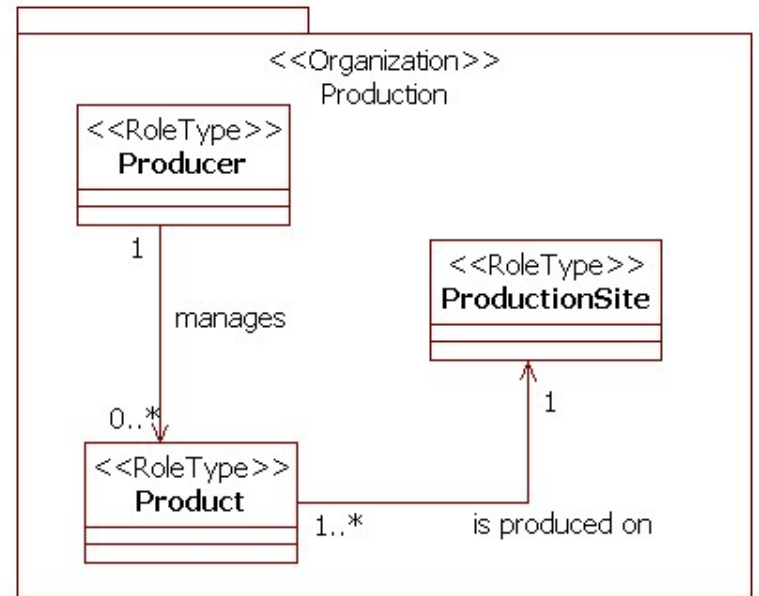 <<Organization>>
Production
<<RoleType>>
Producer
1
manages
0..*
<<RoleType>>
ProductionSite
1
<<RoleType>>
Product
1..*
is produced on